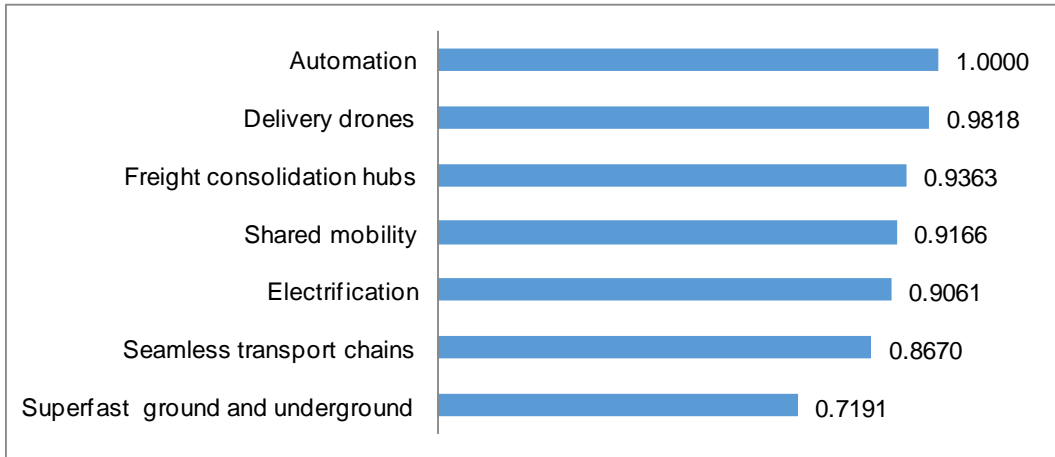 Automation 1.0000
Delivery drones 0.9818
Freight consolidation hubs 0.9363
Shared mobility 0.9166
Electrification 0.9061
Seamless transport chains 0.8670
Superfast ground and underground 0.7191